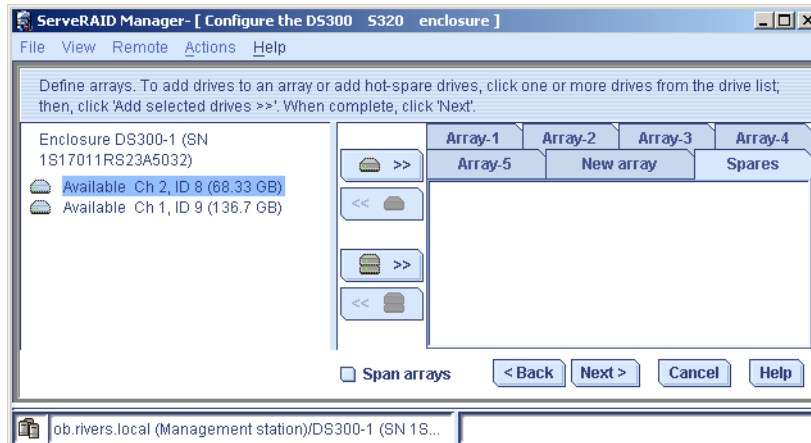 ServeRAID Manager- [ Configure the DS300 S320 enclosure ]
File View Remote Actions Help
Define arrays. To add drives to an array or add hot-spare drives, click one or more drives from the drive list;
then, click 'Add selected drives >>'. When complete, click 'Next'.
Enclosure DS300-1 (SN
1S17011RS23A5032)
Available Ch 2, ID 8 (68.33 GB)
Available Ch 1, ID 9 (136.7 GB)
>>
<<
>>
<<
Array-1 Array-2 Array-3 Array-4
Array-5 New array Spares
Span arrays
< Back Next > Cancel Help
ob.rivers.local (Management station)/DS300-1 (SN 1S...